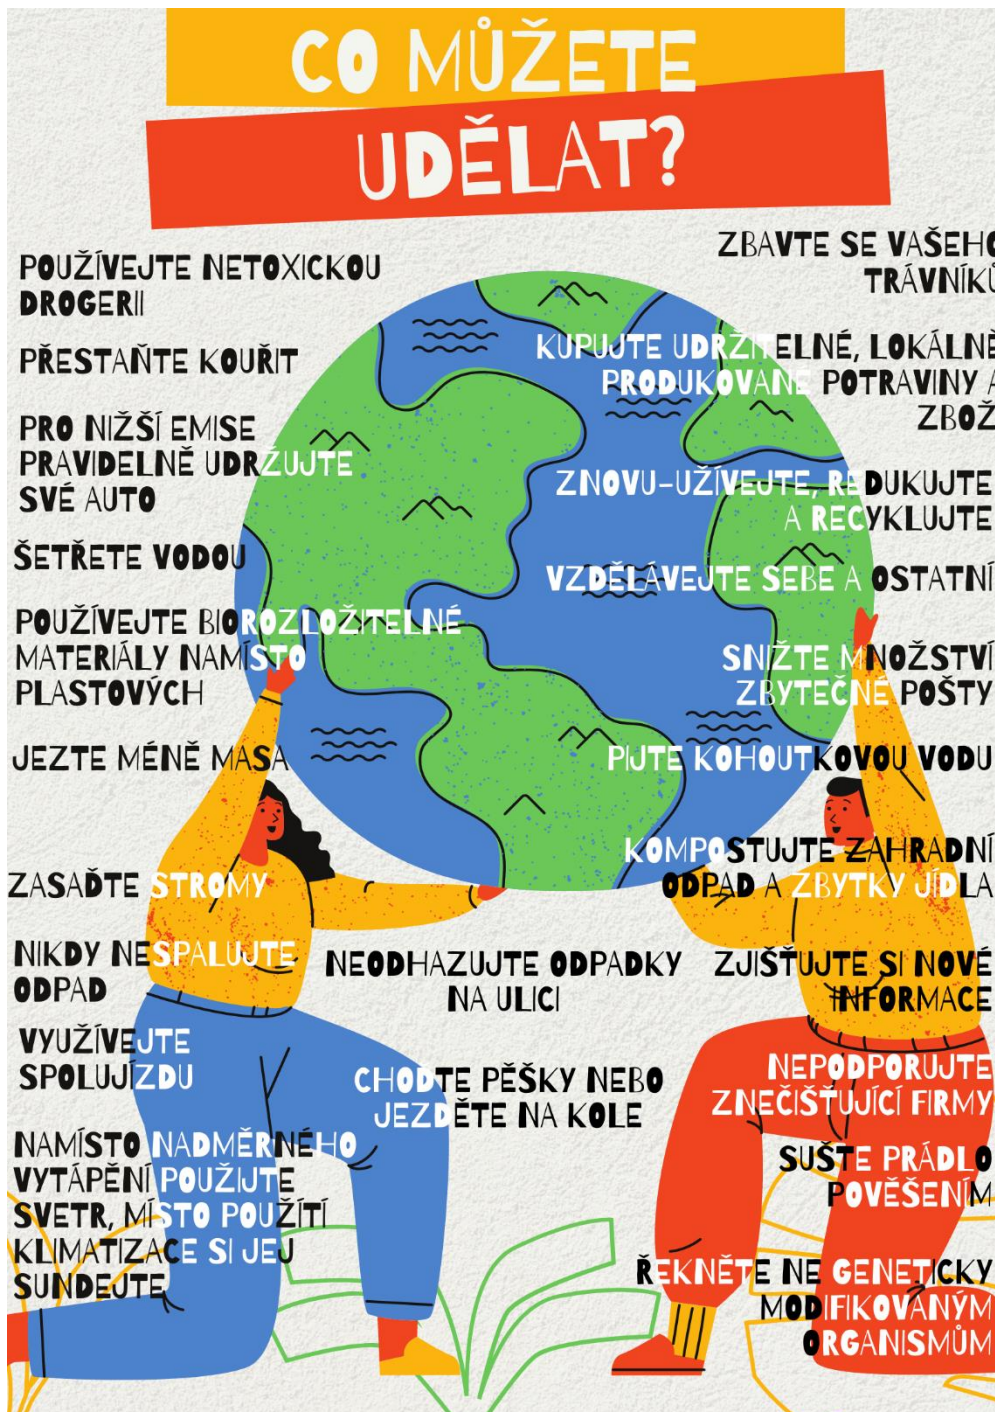 CO MŮŽETE
UDĚLAT?
POUŽÍVEJTE NETOXICKOU
DROGERII
PŘESTAŇTE KOUŘIT
PRO NIŽŠÍ EMISE
PRAVIDELNĚ UDRŽUJTE
SVÉ AUTO
ŠETŘETE VODOU
POUŽÍVEJTE BIOROZLOŽITELNÉ
MATERIÁLY NAMÍSTO
PLASTOVÝCH
JEZTE MÉNĚ MASA
ZASAĎTE STROMY
NIKDY NESPALUJTE
ODPAD
VYUŽÍVEJTE
SPOLUJÍZDU
NAMÍSTO NADMĚRNÉHO
VYTÁPĚNÍ POUŽIJTE
SVETR, MÍSTO POUŽITÍ
KLIMATIZACE SI JEJ
SUNDEJTE
NEODHAZUJTE ODPADKY
NA ULICI
CHOĎTE PĚŠKY NEBO
JEZDĚTE NA KOLE
ZBAVTE SE VAŠEHO
TRÁVNÍKŮ
KUPUJTE UDRŽITELNÉ, LOKÁLNĚ
PRODUKOVANÉ POTRAVINY A
ZBOŽ
ZNOVU-UŽÍVEJTE, REDUKUJTE
A RECYKLUJTE
VZDĚLÁVEJTE SEBE A OSTATNÍ
SNIŽTE MNOŽSTVÍ
ZBYTEČNÉ POŠTY
PIJTE KOHOUTKOVOU VODU
KOMPOSTUJTE ZAHRADNÍ
ODPAD A ZBYTKY JÍDLA
ZJIŠŤUJTE SI NOVÉ
INFORMACE
NEPODPORUJTE
ZNEČIŠŤUJÍCÍ FIRMY
SUŠTE PRÁDLO
POVĚŠENÍM
ŘEKNĚTE NE GENETICKY
MODIFIKOVANÝM
ORGANISMŮM